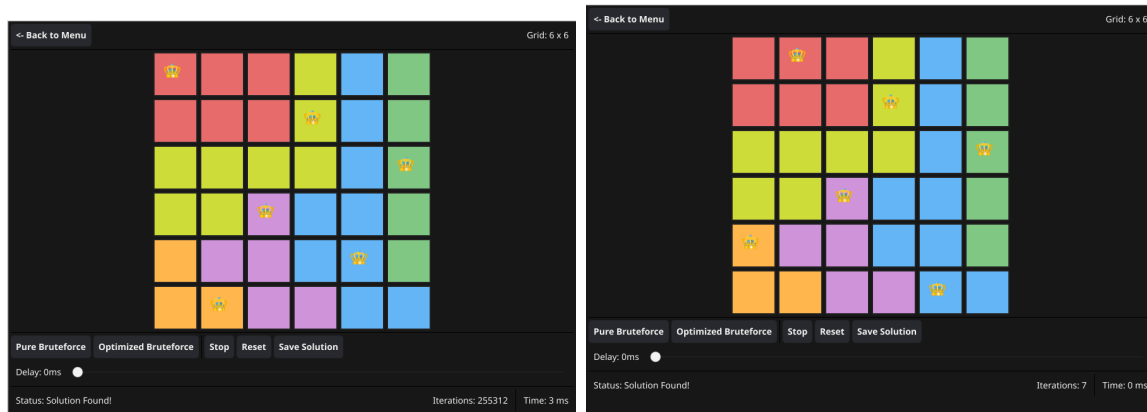 <- Back to Menu
Grid: 6 x 6
Pure Bruteforce Optimized Bruteforce Stop Reset Save Solution
Delay: 0ms
Status: Solution Found!
Iterations: 255312 Time: 3 ms
<- Back to Menu
Grid: 6 x 6
Pure Bruteforce Optimized Bruteforce Stop Reset Save Solution
Delay: 0ms
Status: Solution Found!
Iterations: 7 Time: 0 ms